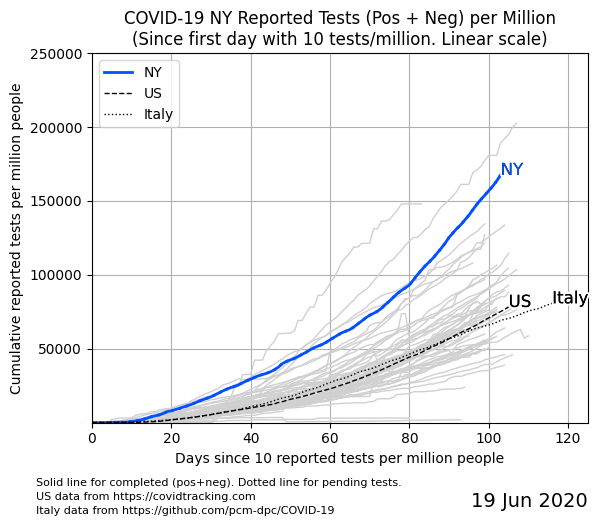 COVID-19 NY Reported Tests (Pos + Neg) per Million
(Since first day with 10 tests/million. Linear scale)
Cumulative reported tests per million people
250000
200000
150000
100000
50000
NY
US
Italy
NY
US
Italy
0
20
40
60
80
100
120
Days since 10 reported tests per million people
Solid line for completed (pos+neg). Dotted line for pending tests.
US data from https://covidtracking.com
Italy data from https://github.com/pcm-dpc/COVID-19
19 Jun 2020